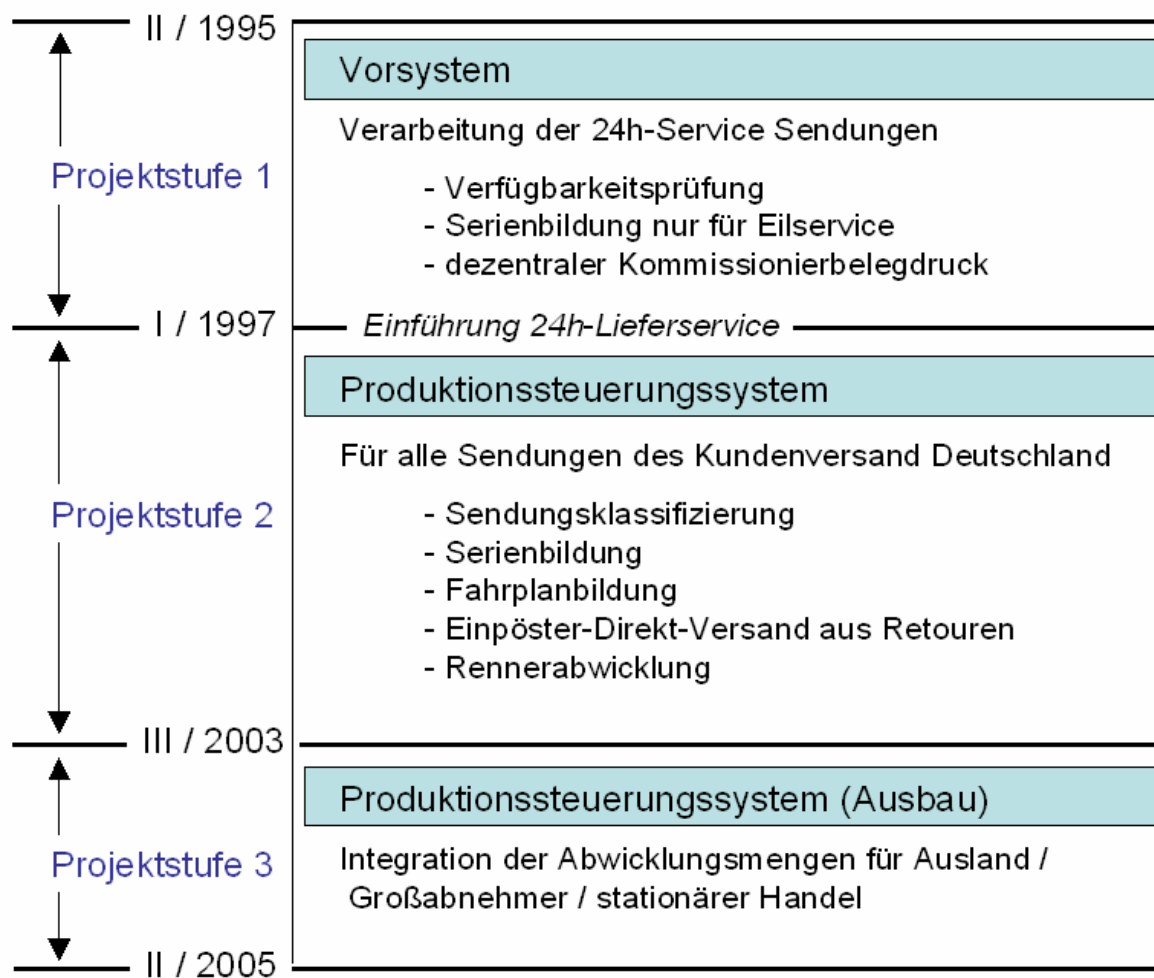 II / 1995
Vorsystem
Verarbeitung der 24h-Service Sendungen
Projektstufe 1
- Verfügbarkeitsprüfung
- Serienbildung nur für Eilservice
- dezentraler Kommissionierbelegdruck
I / 1997
Einführung 24h-Lieferservice
Produktionssteuerungssystem
Für alle Sendungen des Kundenversand Deutschland
Projektstufe 2
- Sendungsklassifizierung
- Serienbildung
- Fahrplanbildung
- Einpöster-Direkt-Versand aus Retouren
- Rennerabwicklung
III / 2003
Produktionssteuerungssystem (Ausbau)
Projektstufe 3
Integration der Abwicklungsmengen für Ausland /
Großabnehmer / stationärer Handel
II / 2005